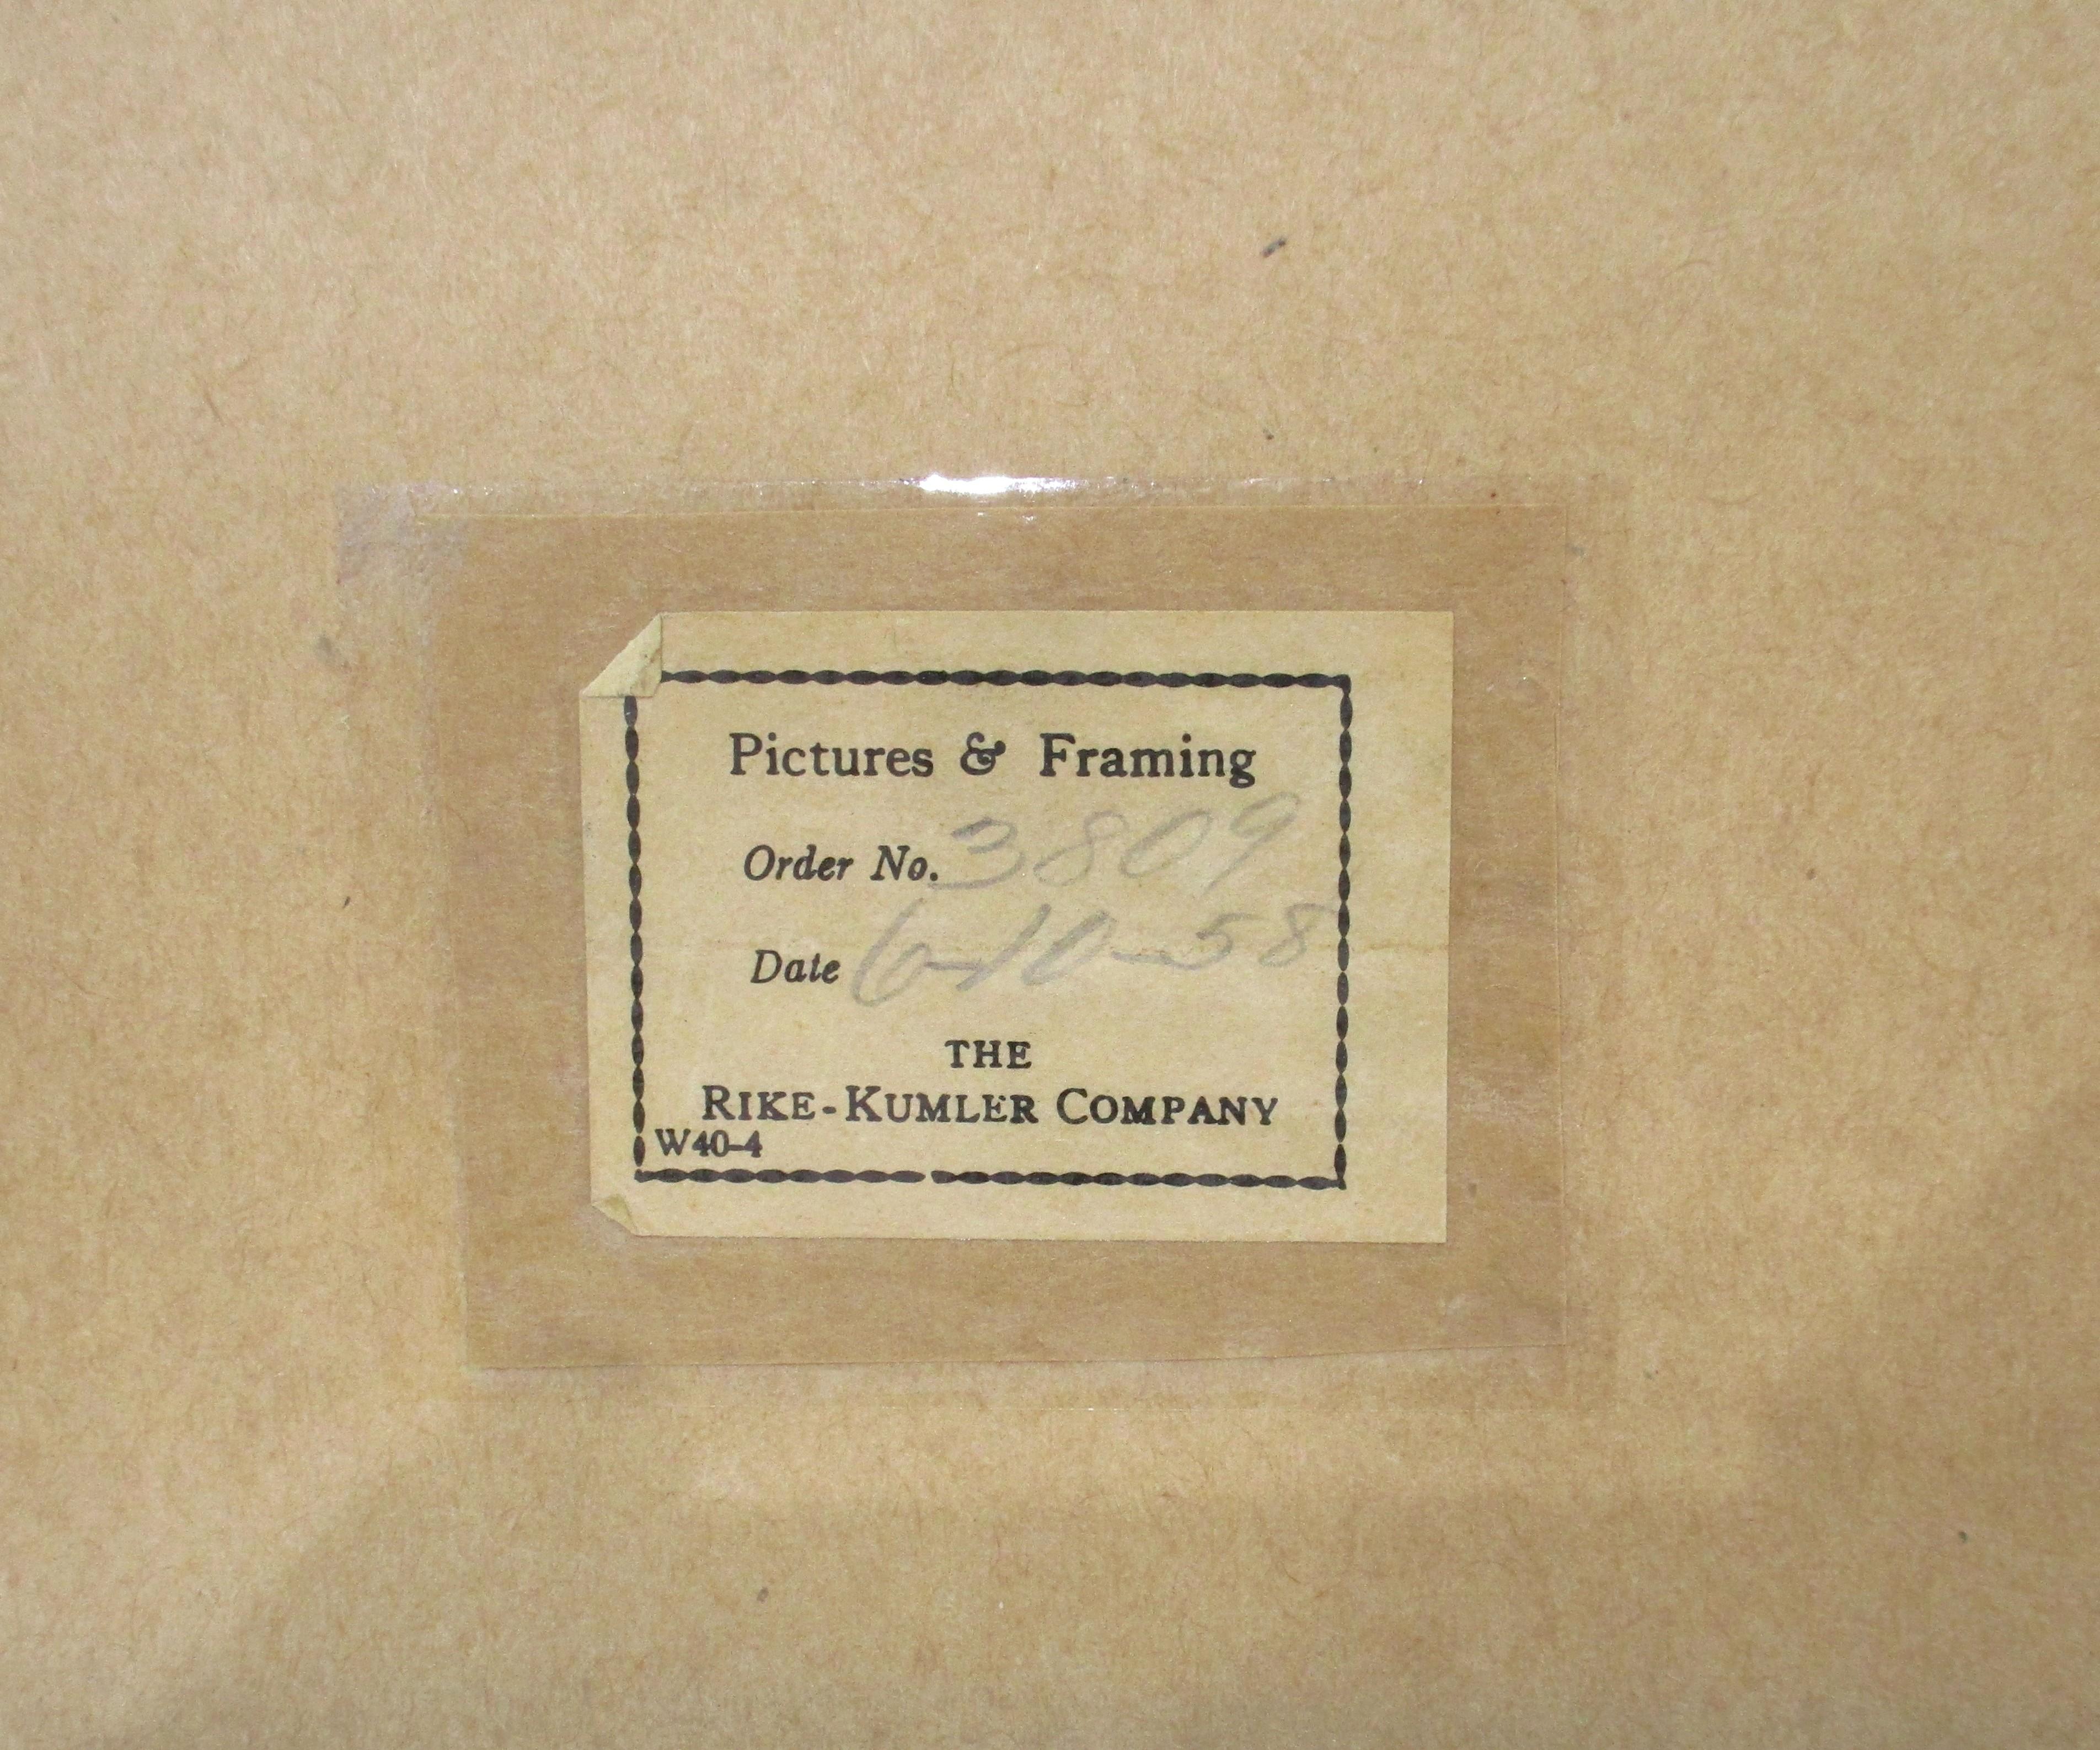 Pictures & Framing
Order No. 3809
Date 6-10-58
THE
RIKE-KUMLER COMPANY
W40-4